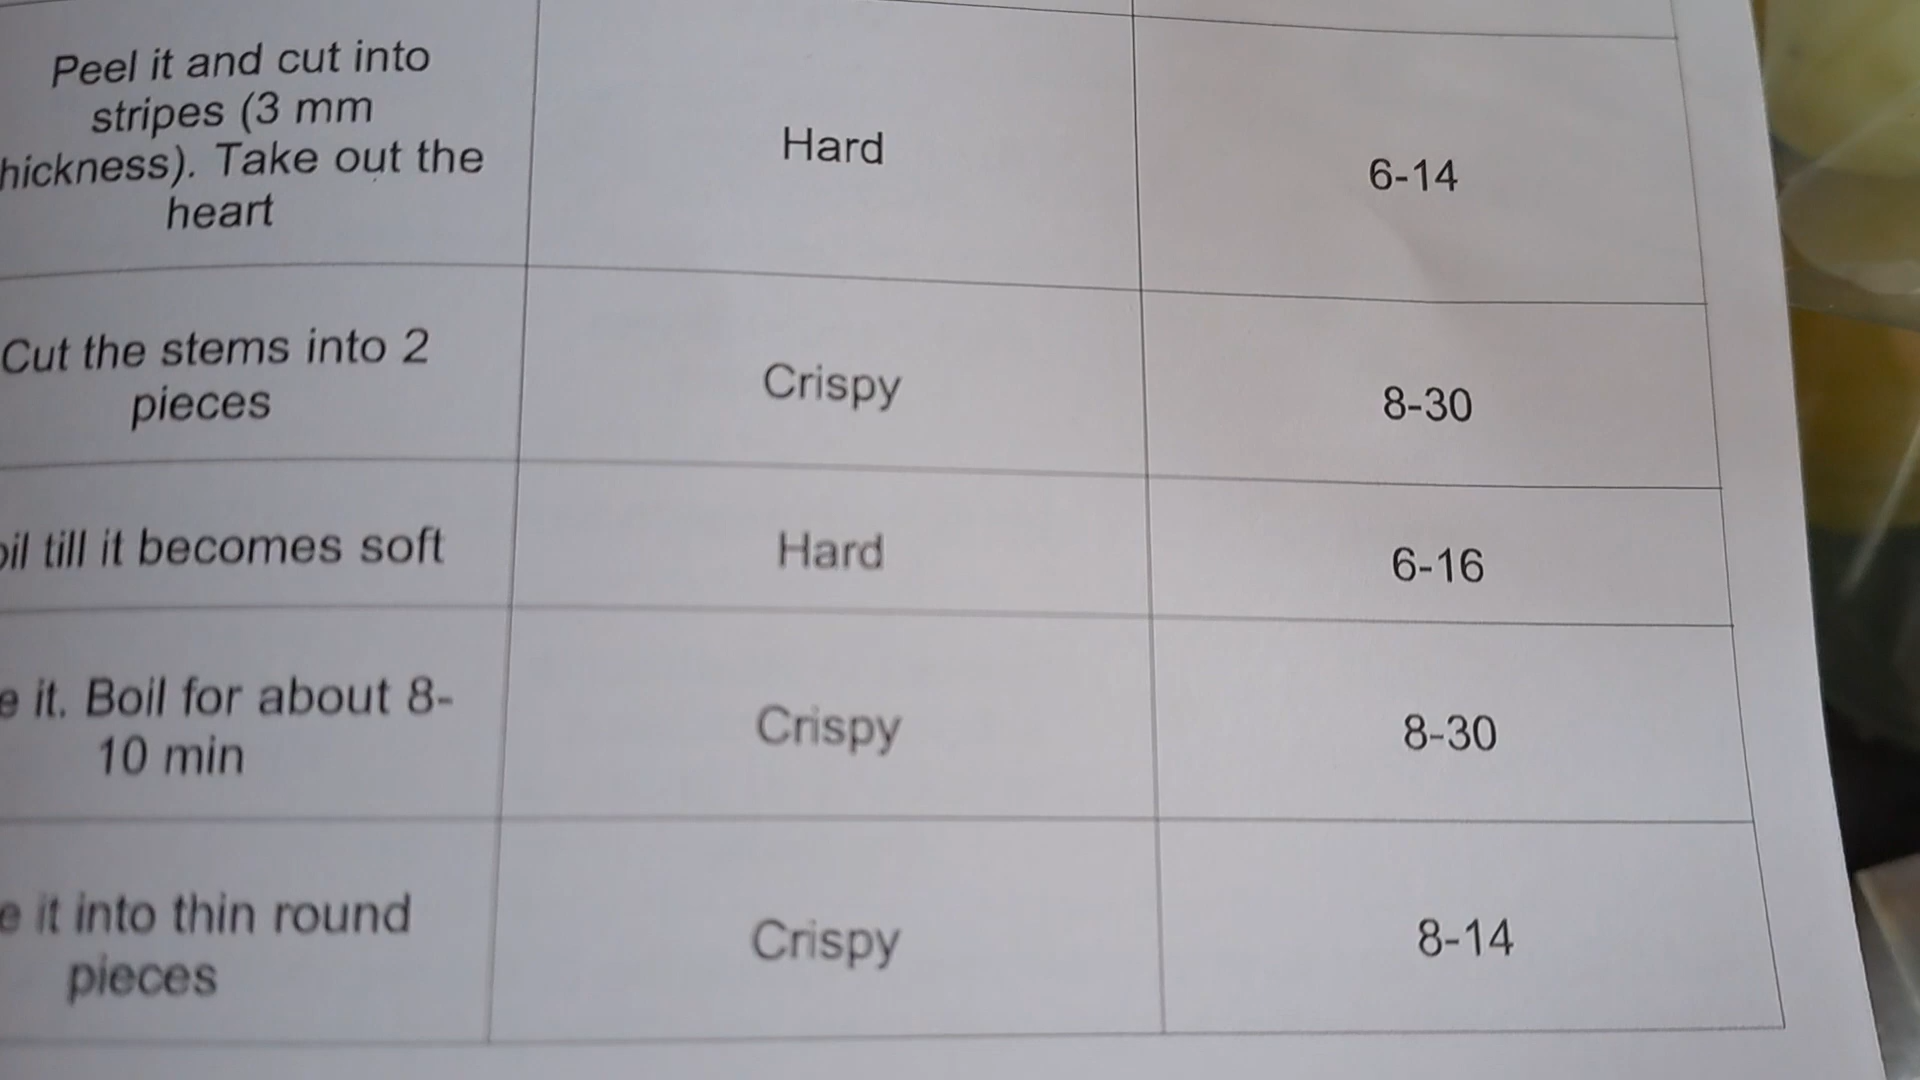 Peel it and cut into
stripes (3 mm
hickness). Take out the
heart
Hard
6-14
Cut the stems into 2
pieces
Crispy
8-30
oil till it becomes soft
Hard
6-16
e it. Boil for about 8-
10 min
Crispy
8-30
e it into thin round
pieces
Crispy
8-14